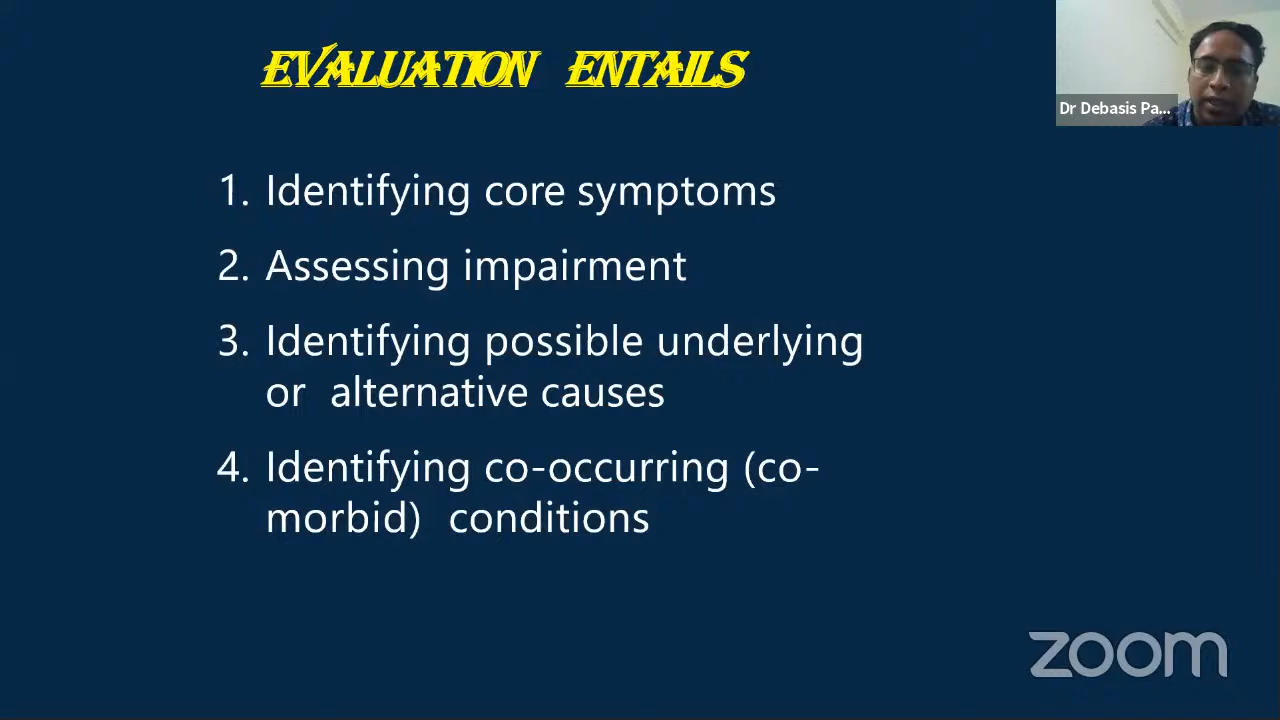 EVALUATION ENTAILS
Dr Debasis Pa...
1. Identifying core symptoms
2. Assessing impairment
3. Identifying possible underlying
or alternative causes
4. Identifying co-occurring (co-
morbid) conditions
zoom